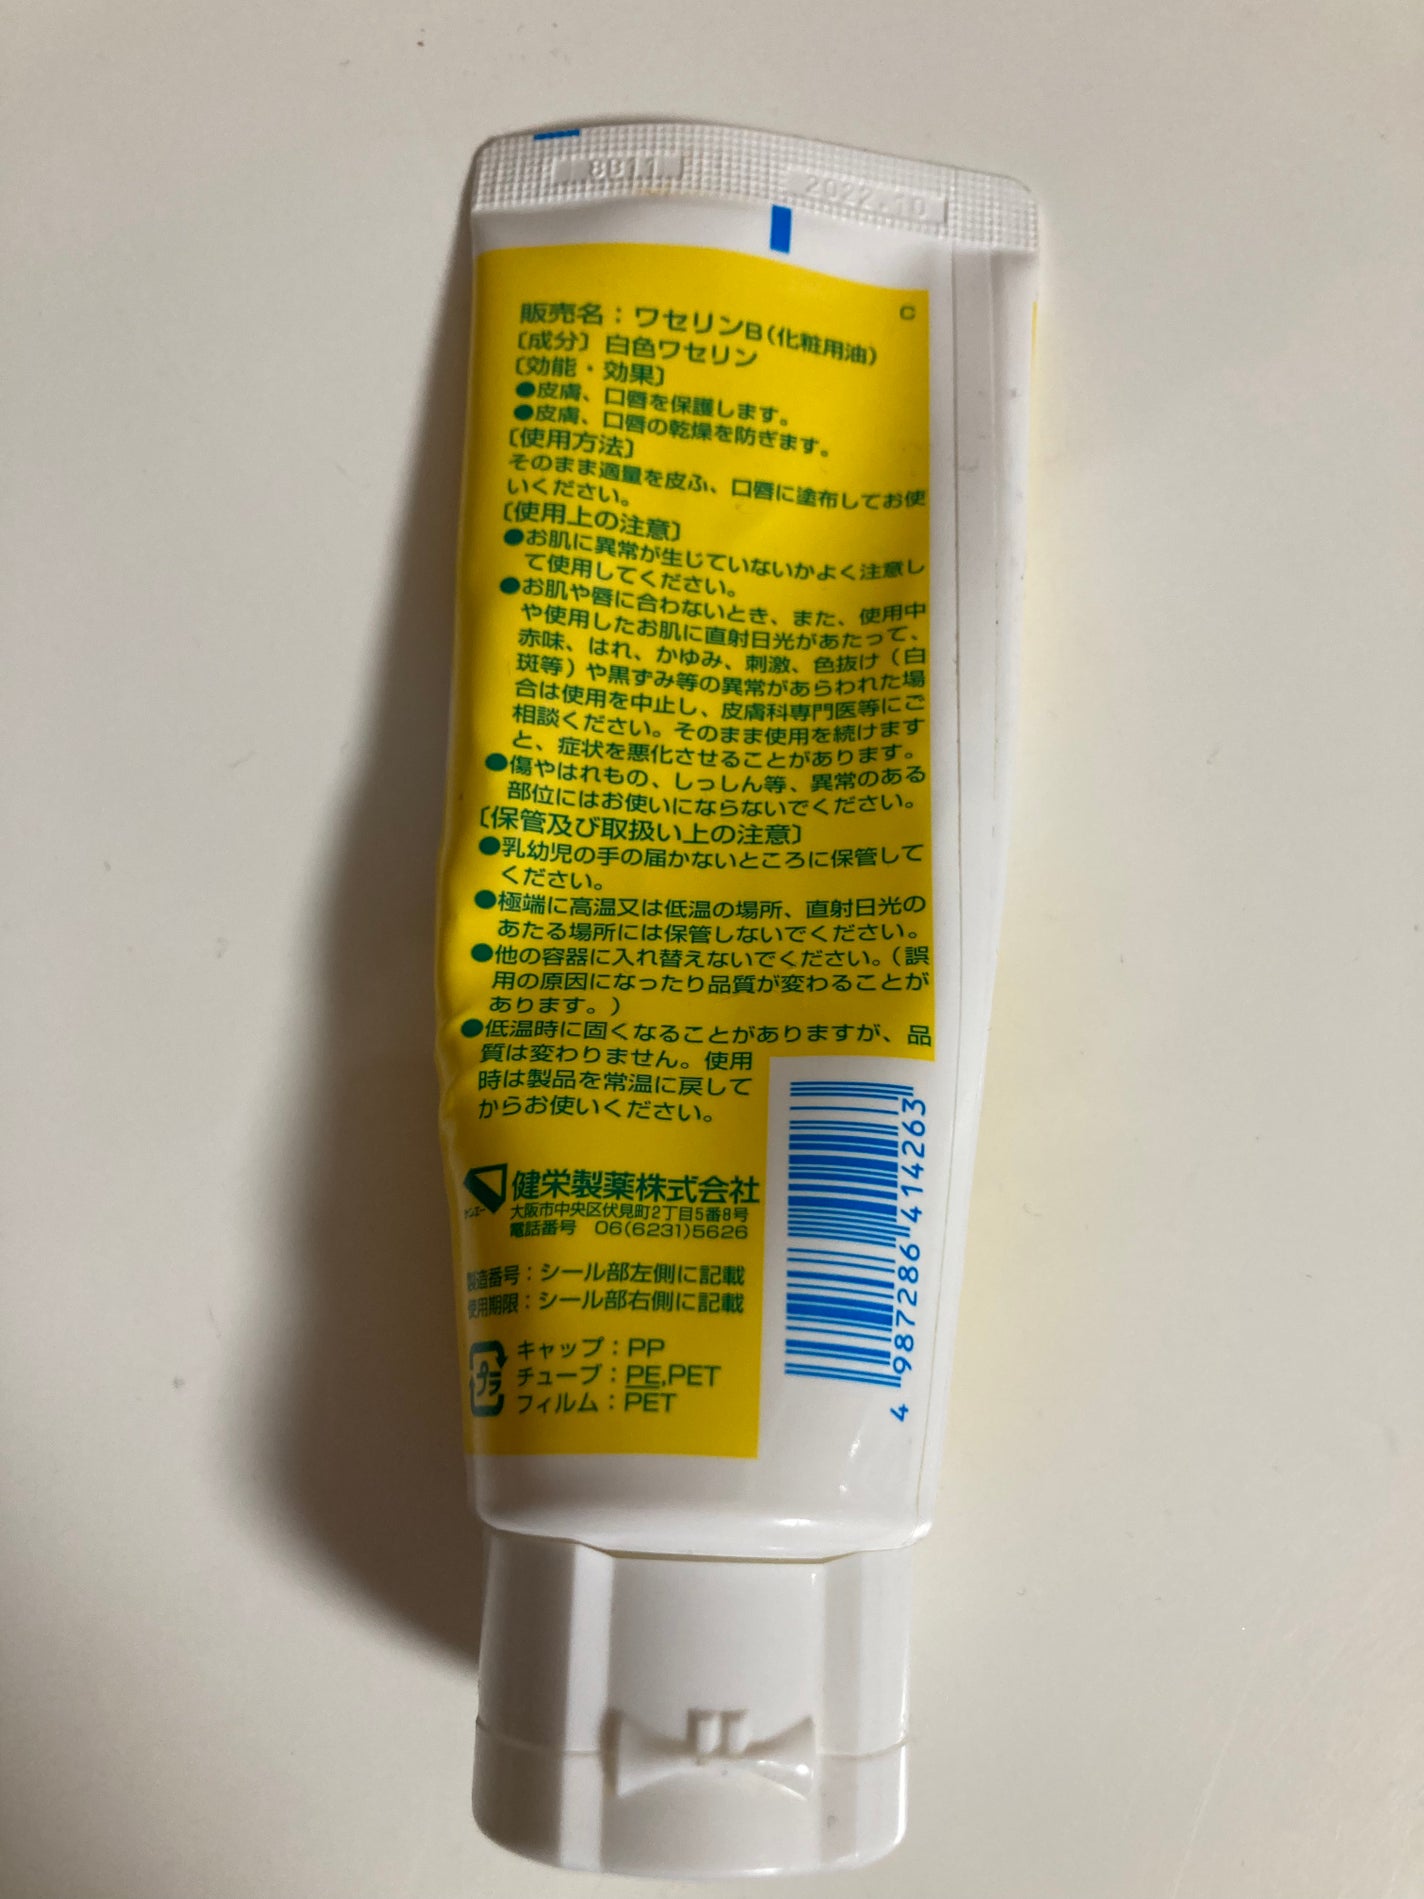 8B11
2022.10
C
販売名：ワセリンB（化粧用油）
〔成分〕白色ワセリン
〔効能・効果〕
●皮膚、口唇を保護します。
●皮膚、口唇の乾燥を防ぎます。
〔使用方法〕
そのまま適量を皮ふ、口唇に塗布してお使
いください。
〔使用上の注意〕
●お肌に異常が生じていないかよく注意し
て使用してください。
●お肌や唇に合わないとき、また、使用中
や使用したお肌に直射日光があたって、
赤味、はれ、かゆみ、刺激、色抜け（白
斑等）や黒ずみ等の異常があらわれた場
合は使用を中止し、皮膚科専門医等にご
相談ください。そのまま使用を続けます
と、症状を悪化させることがあります。
●傷やはれもの、しっしん等、異常のある
部位にはお使いにならないでください。
〔保管及び取扱い上の注意〕
●乳幼児の手の届かないところに保管して
ください。
●極端に高温又は低温の場所、直射日光の
あたる場所には保管しないでください。
●他の容器に入れ替えないでください。（誤
用の原因になったり品質が変わることが
あります。）
●低温時に固くなることがありますが、品
質は変わりません。使用
時は製品を常温に戻して
からお使いください。
ケンエー
健栄製薬株式会社
大阪市中央区伏見町2丁目5番8号
電話番号 06(6231)5626
製造番号：シール部左側に記載
使用期限：シール部右側に記載
プラ
キャップ：PP
チューブ：PE,PET
フィルム：PET
4 987286 414263